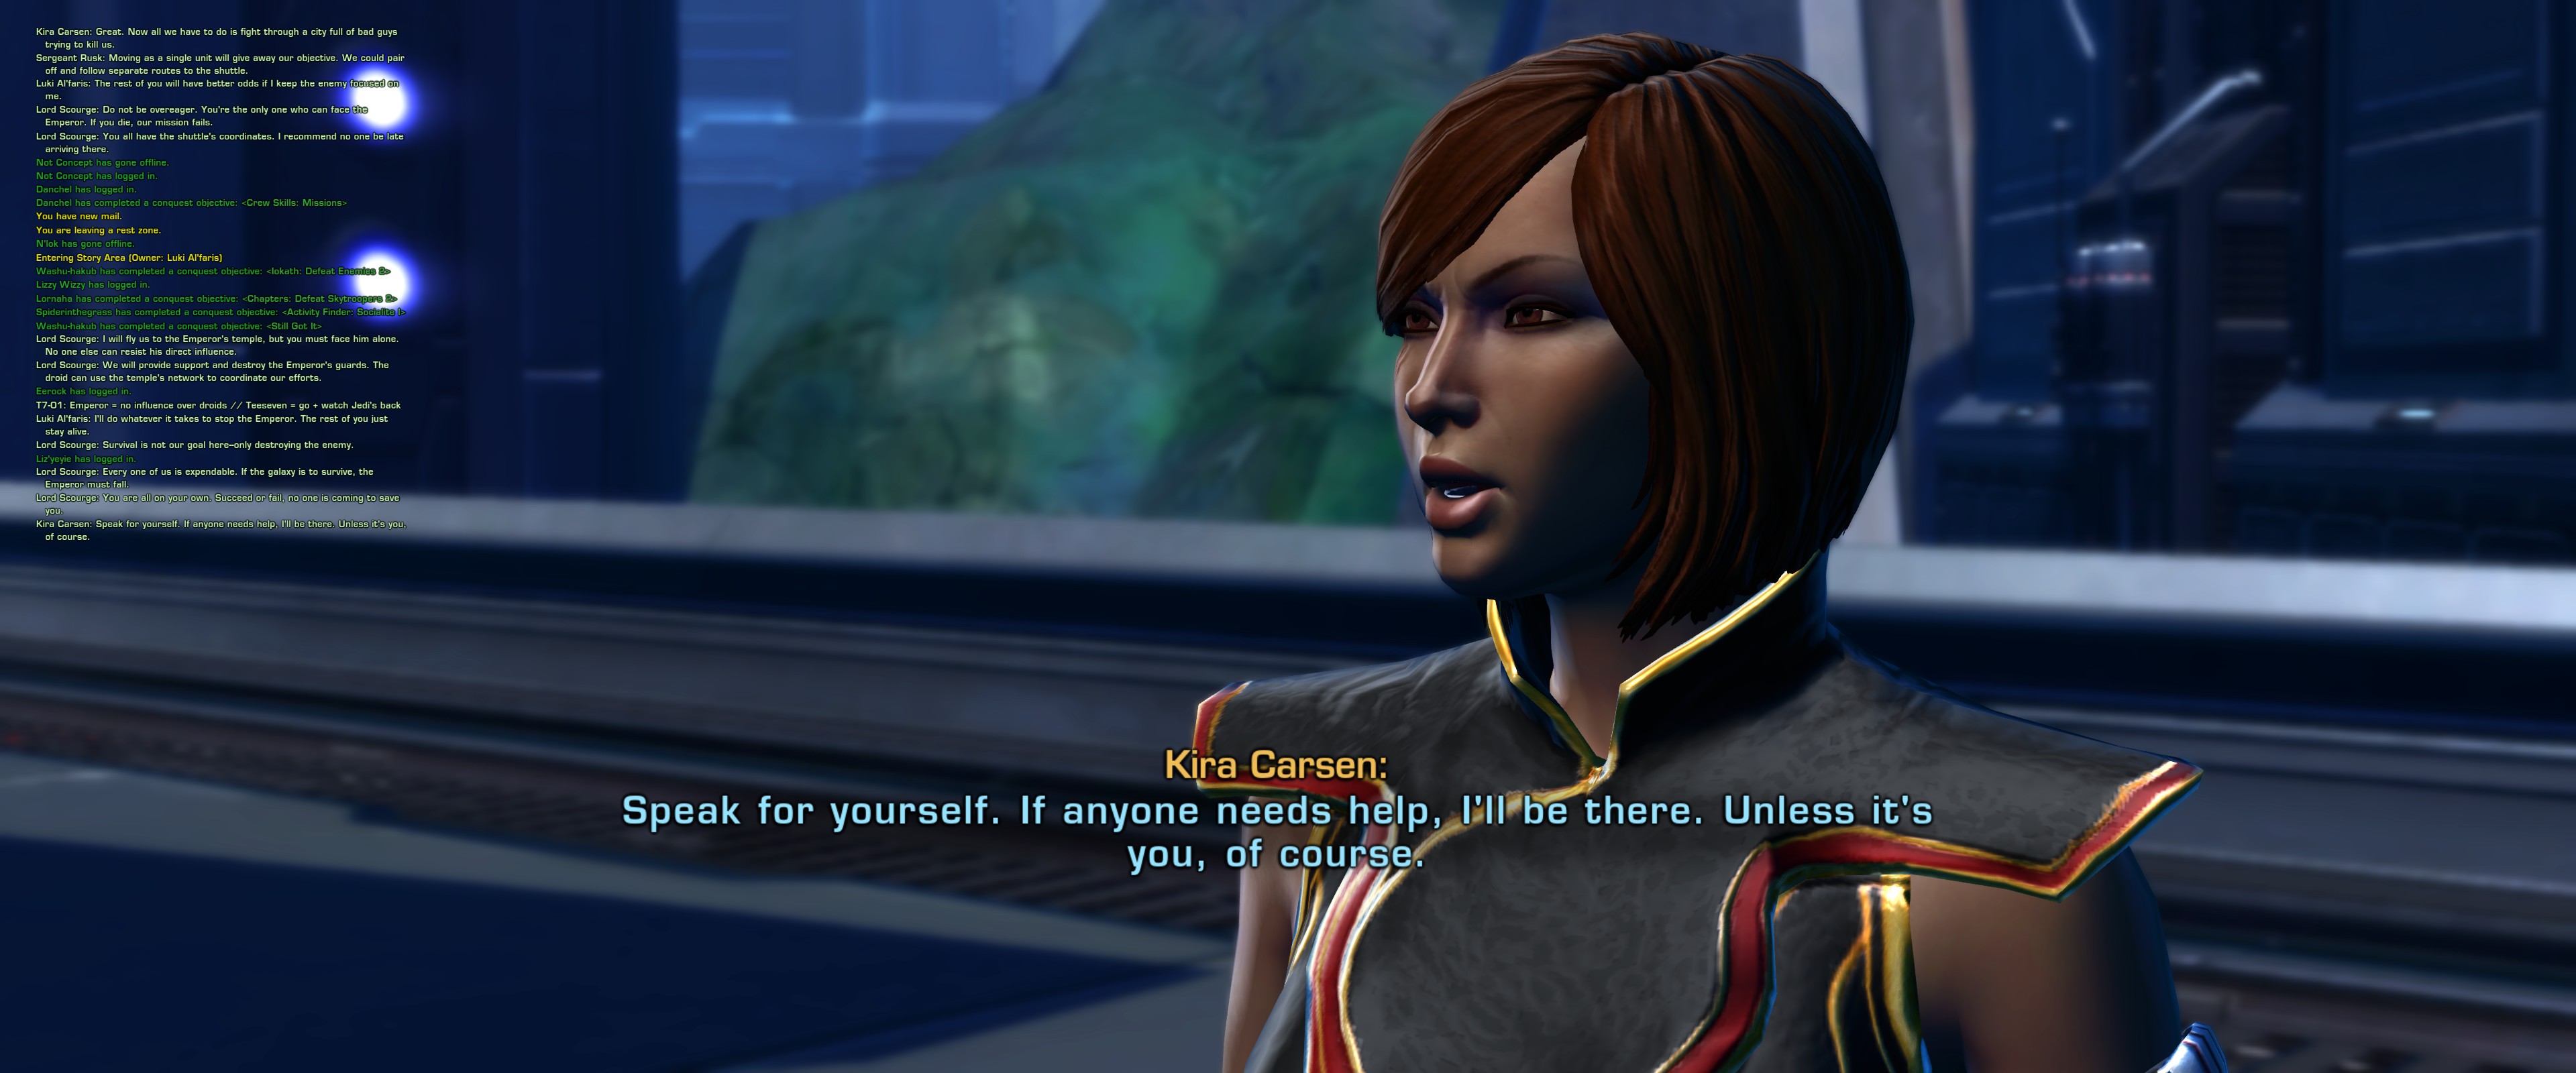 Kira Carsen: Great. Now all we have to do is fight through a city full of bad guys
trying to kill us.
Sergeant Rusk: Moving as a single unit will give away our objective. We could pair
off and follow separate routes to the shuttle.
Luki Al'faris: The rest of you will have better odds if I keep the enemy focused on
me.
Lord Scourge: Do not be overeager. You're the only one who can face the
Emperor. If you die, our mission fails.
Lord Scourge: You all have the shuttle's coordinates. I recommend no one be late
arriving there.
Not Concept has gone offline.
Not Concept has logged in.
Danchel has logged in.
Danchel has completed a conquest objective: <Crew Skills: Missions>
You have new mail.
You are leaving a rest zone.
N'lok has gone offline.
Entering Story Area (Owner: Luki Al'faris)
Washu-hakub has completed a conquest objective: <Iokath: Defeat Enemies 2>
Lizzy Wizzy has logged in.
Lornaha has completed a conquest objective: <Chapters: Defeat Skytroopers 2>
Spiderinthegrass has completed a conquest objective: <Activity Finder: Socialite I>
Washu-hakub has completed a conquest objective: <Still Got It>
Lord Scourge: I will fly us to the Emperor's temple, but you must face him alone.
No one else can resist his direct influence.
Lord Scourge: We will provide support and destroy the Emperor's guards. The
droid can use the temple's network to coordinate our efforts.
Eerock has logged in.
T7-01: Emperor = no influence over droids // Teeseven = go + watch Jedi's back
Luki Al'faris: I'll do whatever it takes to stop the Emperor. The rest of you just
stay alive.
Lord Scourge: Survival is not our goal here–only destroying the enemy.
Liz'yeyie has logged in.
Lord Scourge: Every one of us is expendable. If the galaxy is to survive, the
Emperor must fall.
Lord Scourge: You are all on your own. Succeed or fail, no one is coming to save
you.
Kira Carsen: Speak for yourself. If anyone needs help, I'll be there. Unless it's you,
of course.
Kira Carsen:
Speak for yourself. If anyone needs help, I'll be there. Unless it's
you, of course.